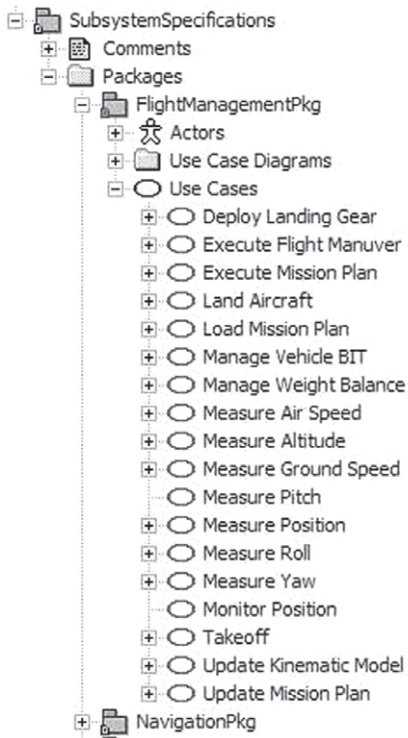 SubsystemSpecifications
Comments
Packages
FlightManagementPkg
Actors
Use Case Diagrams
Use Cases
Deploy Landing Gear
Execute Flight Manuver
Execute Mission Plan
Land Aircraft
Load Mission Plan
Manage Vehicle BIT
Manage Weight Balance
Measure Air Speed
Measure Altitude
Measure Ground Speed
Measure Pitch
Measure Position
Measure Roll
Measure Yaw
Monitor Position
Takeoff
Update Kinematic Model
Update Mission Plan
NavigationPkg